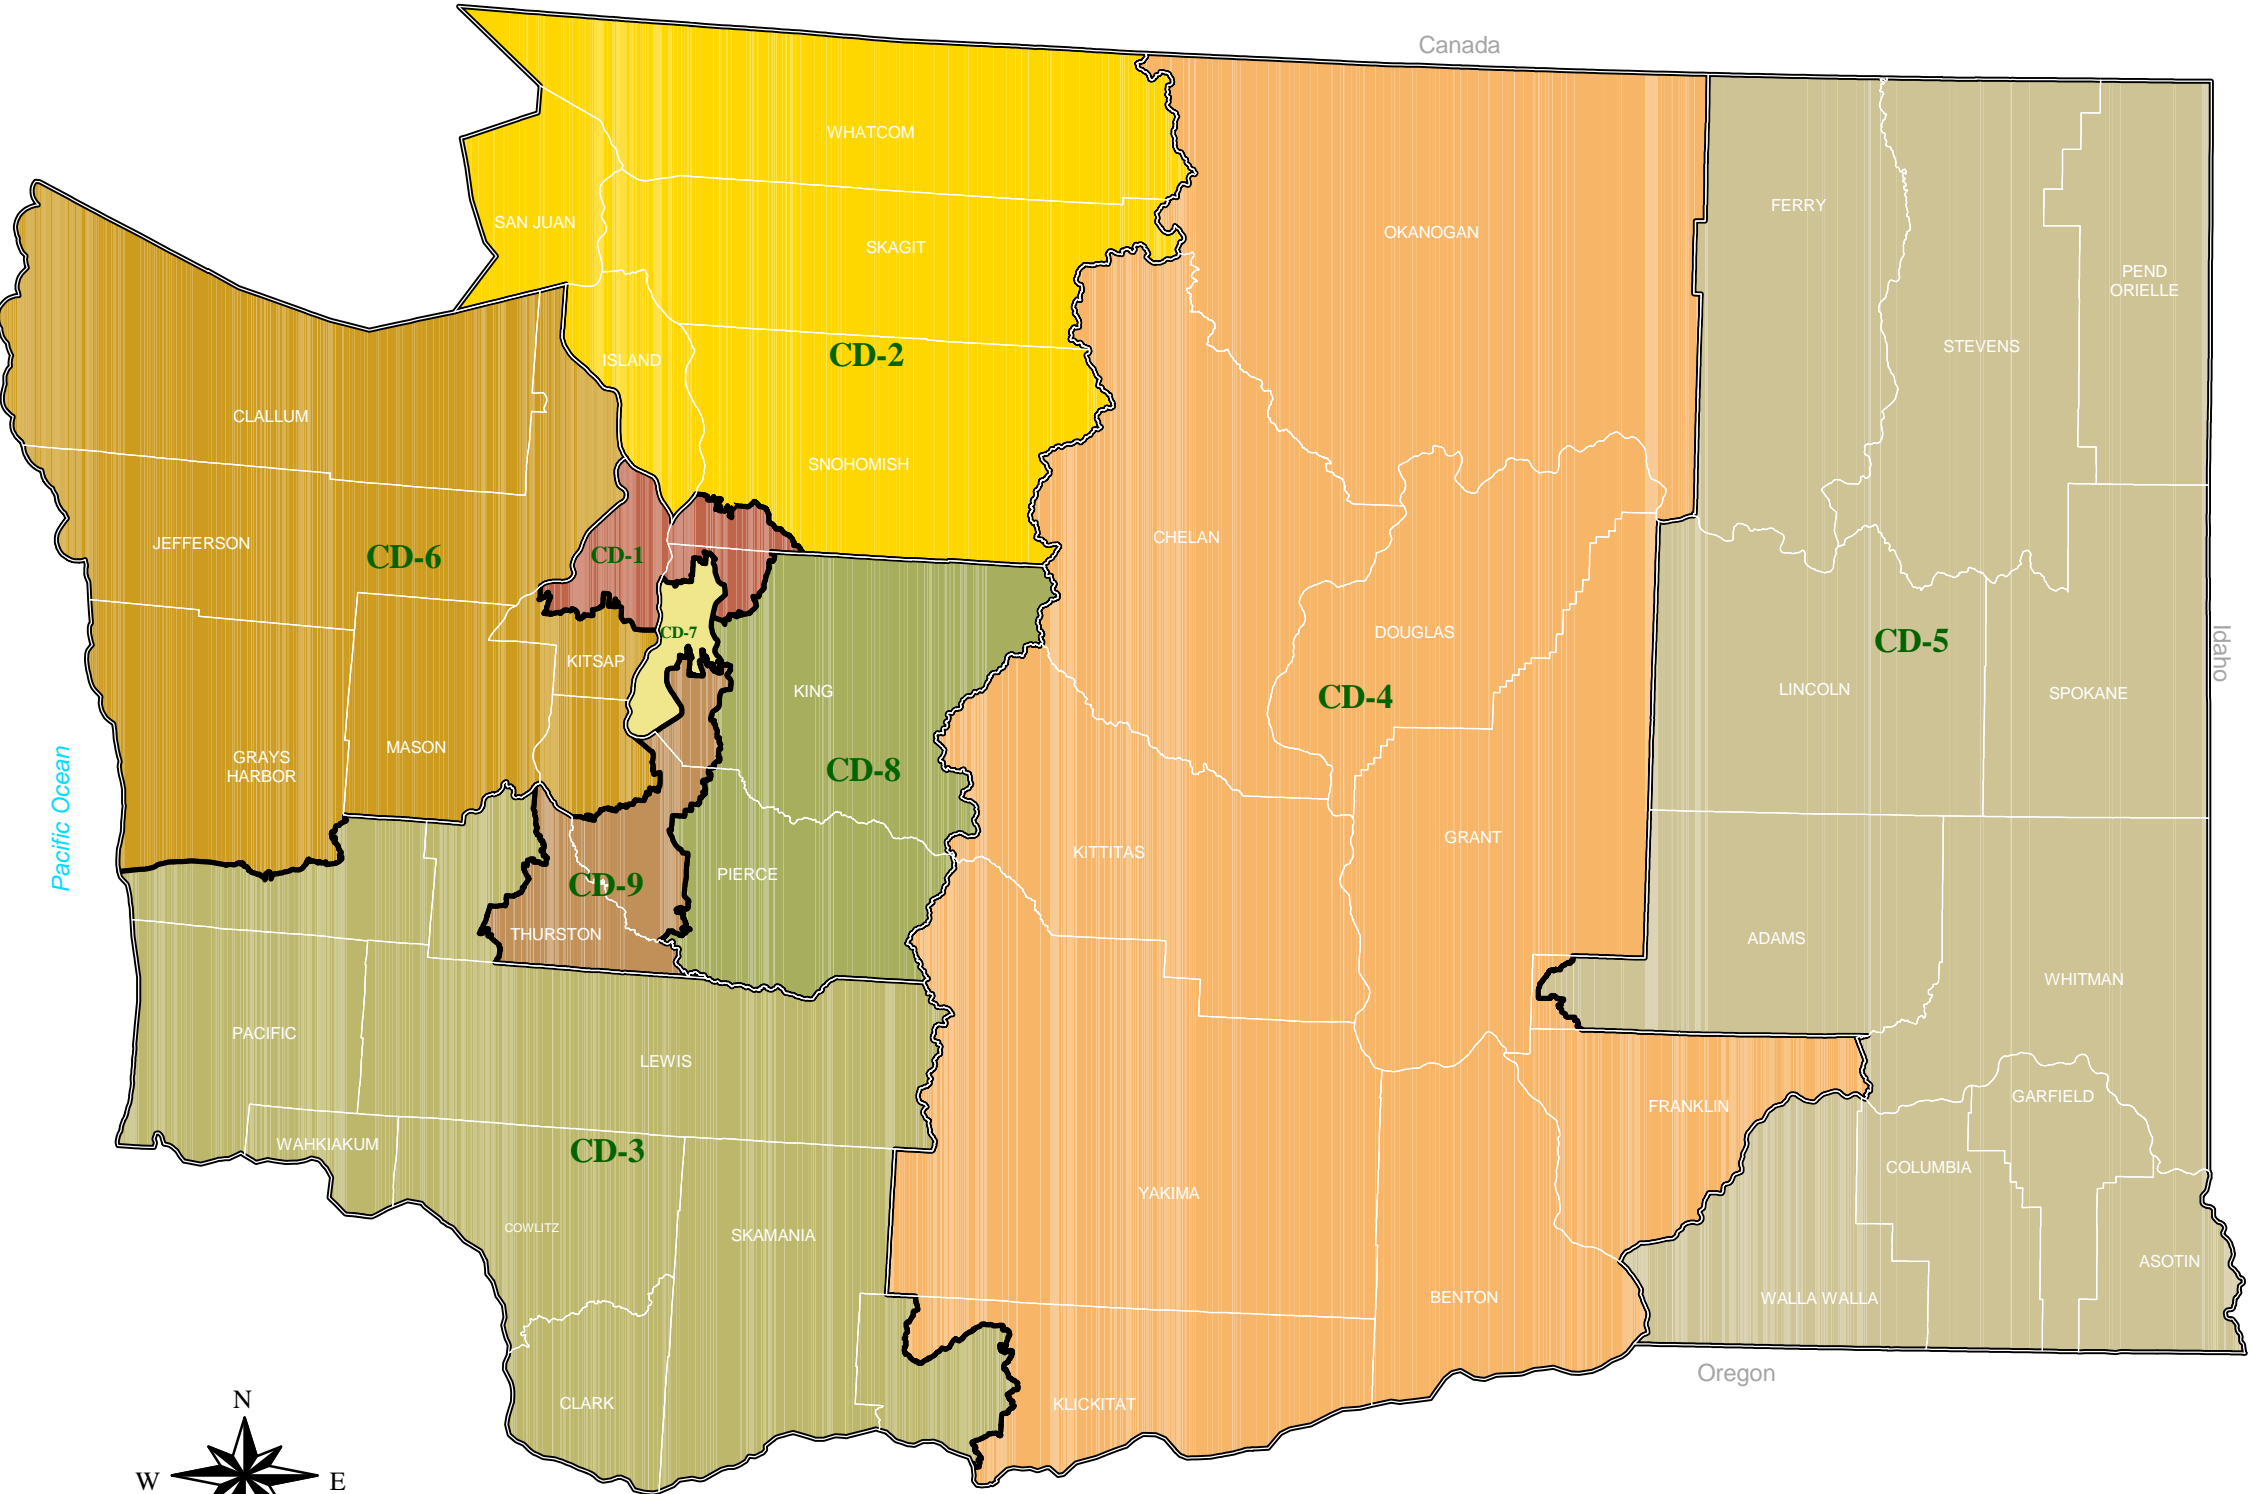 Canada
WHATCOM
SAN JUAN
SKAGIT
OKANOGAN
FERRY
PEND
ORIELLE
STEVENS
ISLAND
CD-2
CLALLUM
SNOHOMISH
JEFFERSON
CD-6
CD-1
CHELAN
CD-7
DOUGLAS
CD-5
Idaho
KITSAP
KING
CD-4
LINCOLN
SPOKANE
GRAYS
HARBOR
MASON
CD-8
Pacific Ocean
KITTITAS
GRANT
PIERCE
CD-9
THURSTON
ADAMS
WHITMAN
PACIFIC
LEWIS
FRANKLIN
GARFIELD
WAHKIAKUM
CD-3
COLUMBIA
YAKIMA
COWLITZ
SKAMANIA
ASOTIN
BENTON
WALLA WALLA
Oregon
CLARK
KLICKITAT
N
W
E